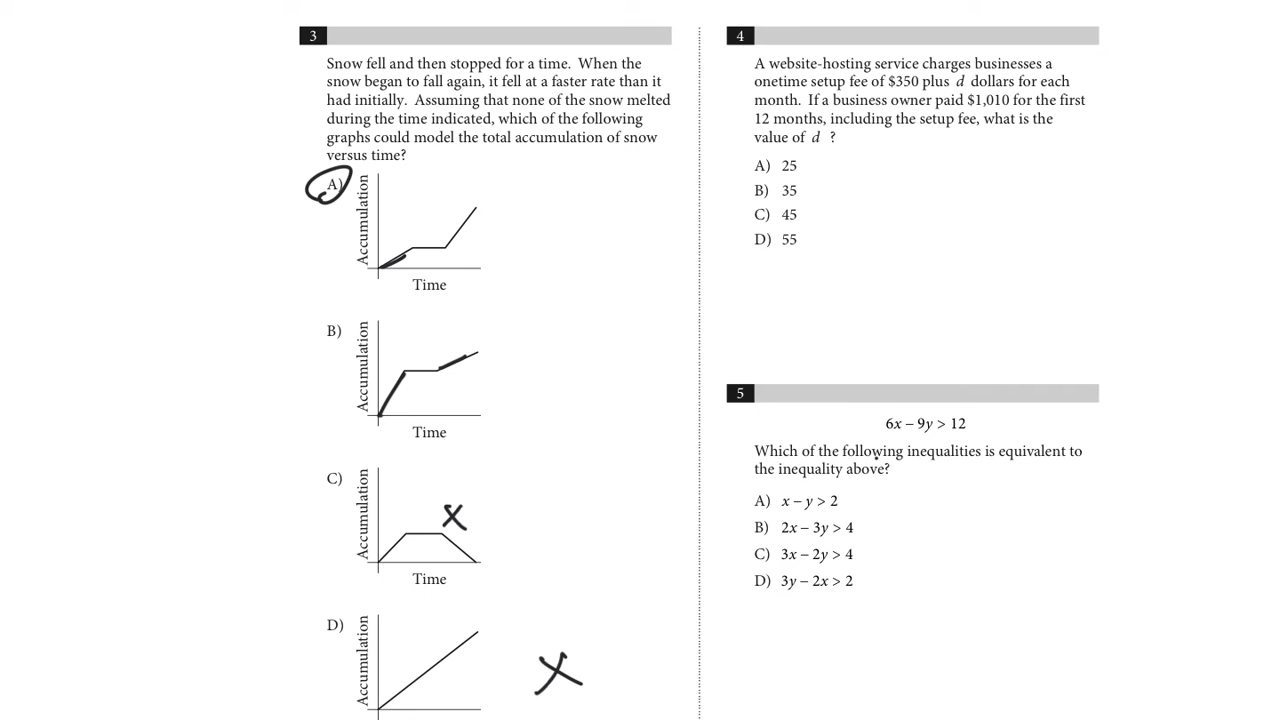 3
Snow fell and then stopped for a time. When the
snow began to fall again, it fell at a faster rate than it
had initially. Assuming that none of the snow melted
during the time indicated, which of the following
graphs could model the total accumulation of snow
versus time?
A)
Accumulation
Time
B)
Accumulation
Time
C)
Accumulation
x
Time
D)
Accumulation
x
4
A website-hosting service charges businesses a
onetime setup fee of $350 plus d dollars for each
month. If a business owner paid $1,010 for the first
12 months, including the setup fee, what is the
value of d ?
A) 25
B) 35
C) 45
D) 55
5
6x − 9y > 12
Which of the following inequalities is equivalent to
the inequality above?
A) x − y > 2
B) 2x − 3y > 4
C) 3x − 2y > 4
D) 3y − 2x > 2